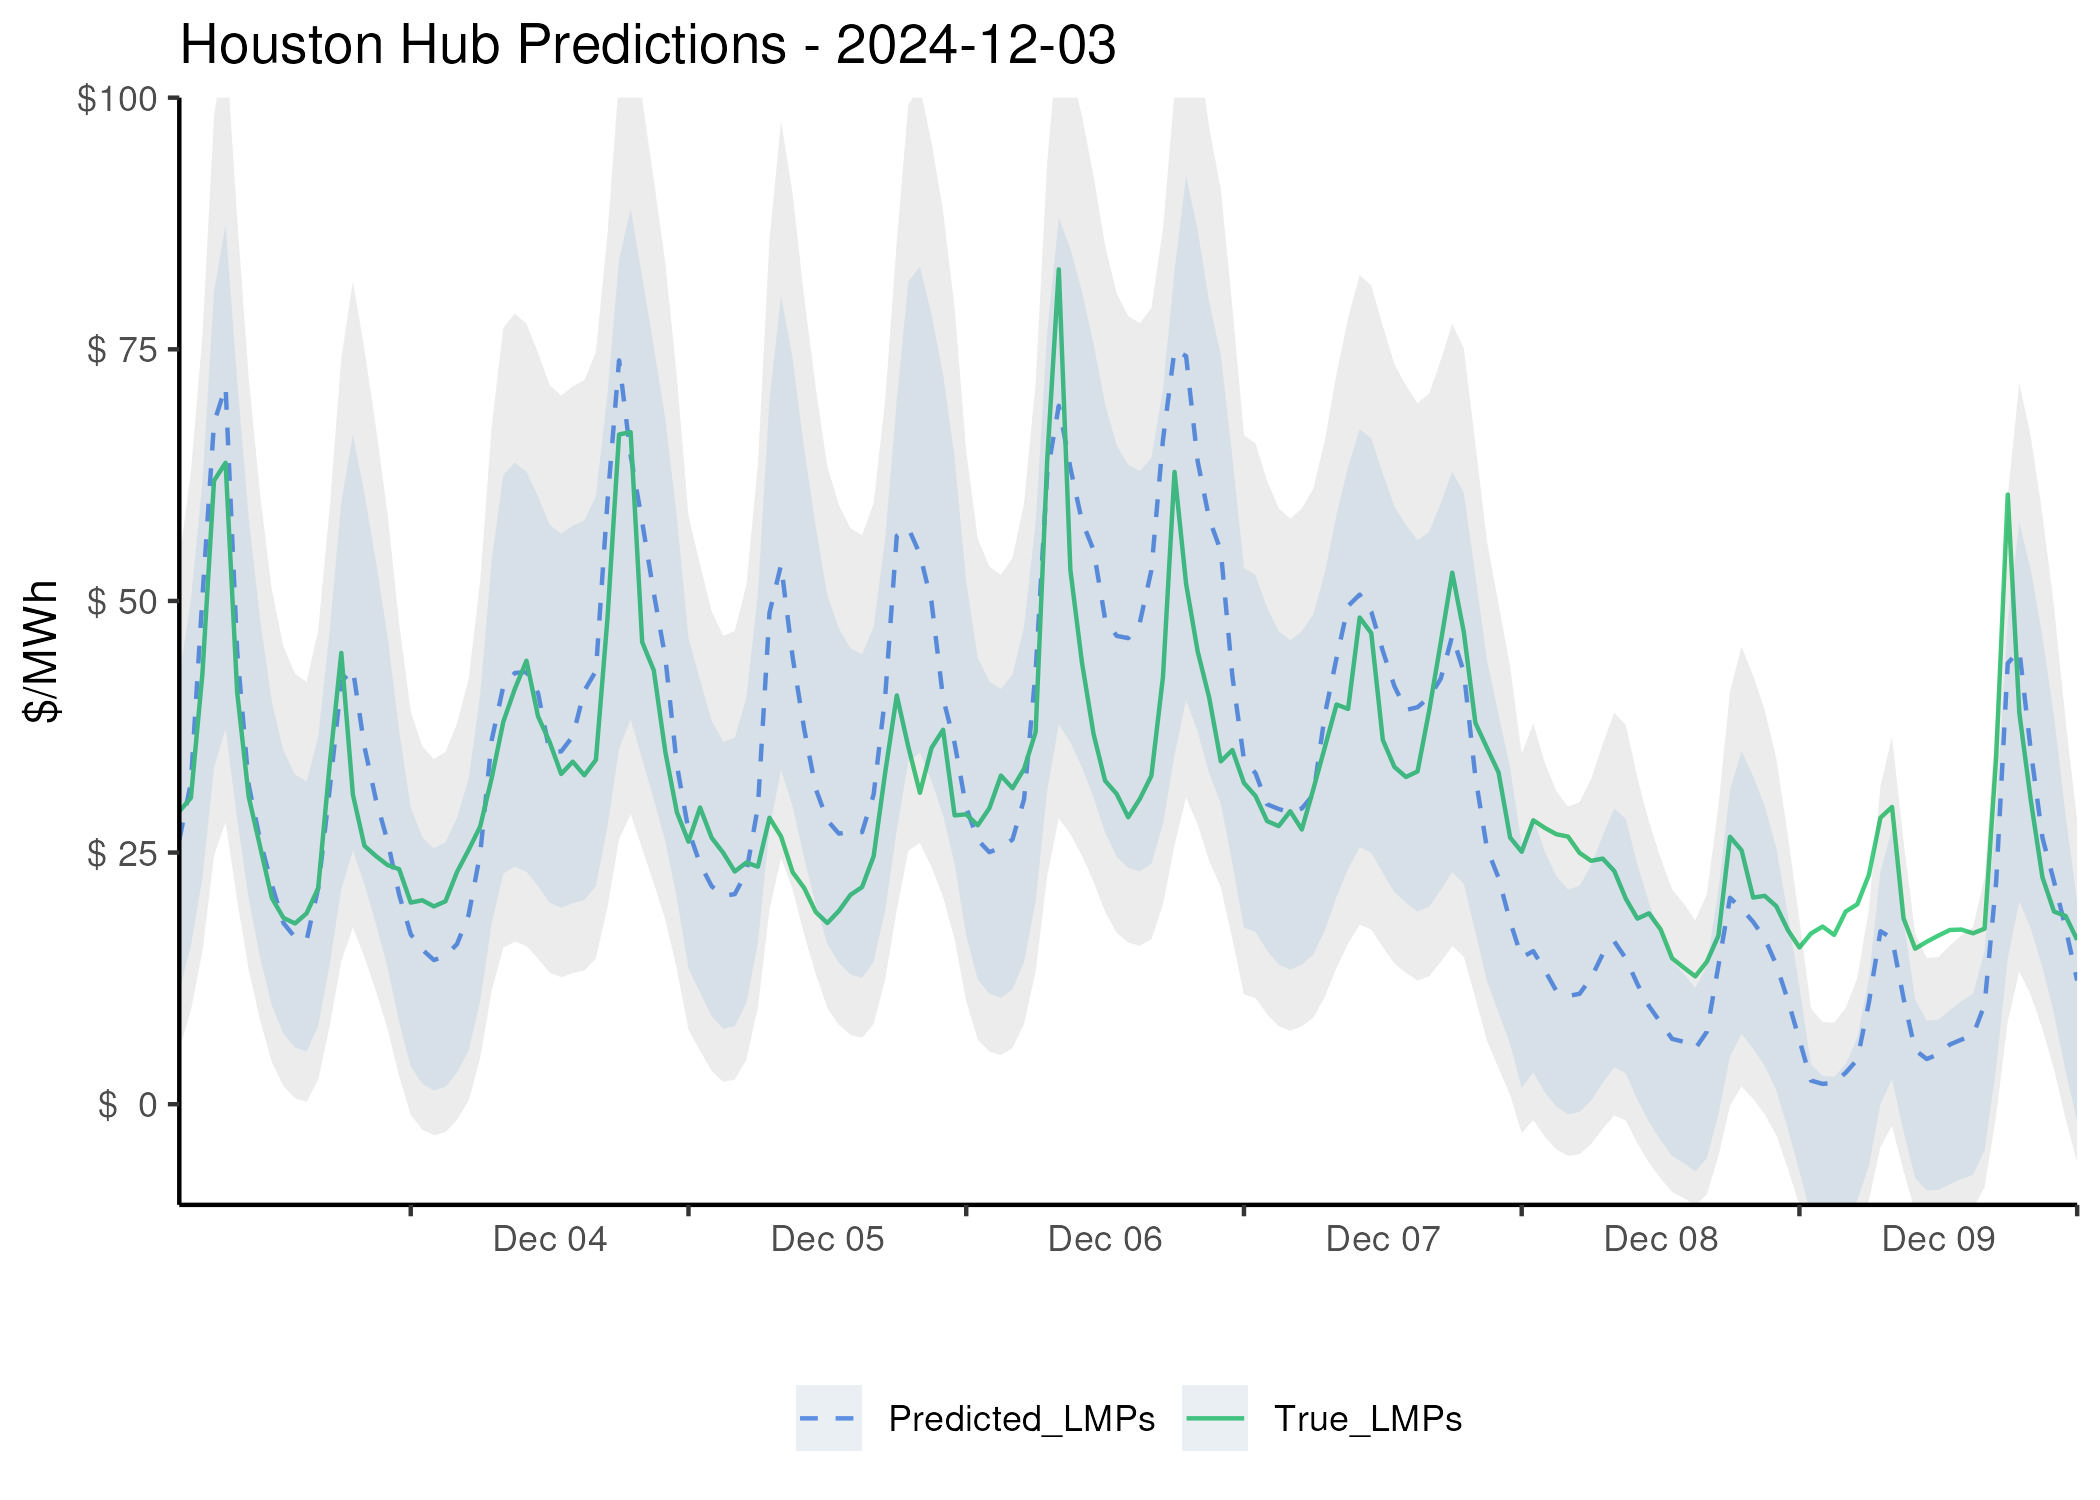 Houston Hub Predictions - 2024-12-03
$100
$ 75
$ 50
$ 25
$ 0
$/MWh
Dec 04 Dec 05 Dec 06 Dec 07 Dec 08 Dec 09
Predicted_LMPs True_LMPs